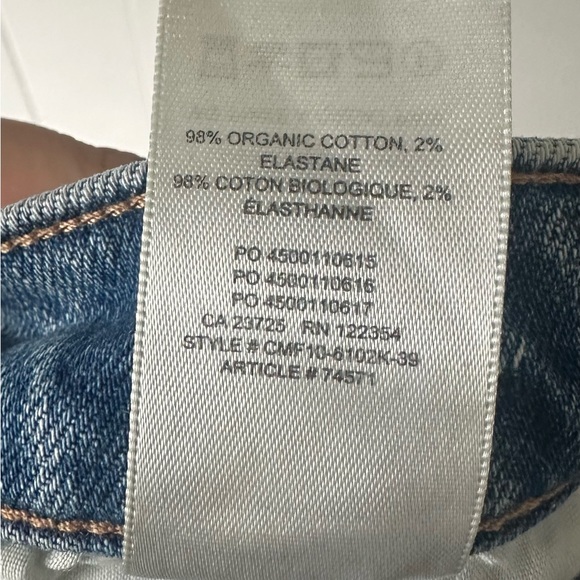 98% ORGANIC COTTON, 2%
ELASTANE
98% COTON BIOLOGIQUE, 2%
ÉLASTHANNE
PO 4500110615
PO 4500110616
PO 4500110617
CA 23725 RN 122354
STYLE # CMF10-6102K-39
ARTICLE # 74571